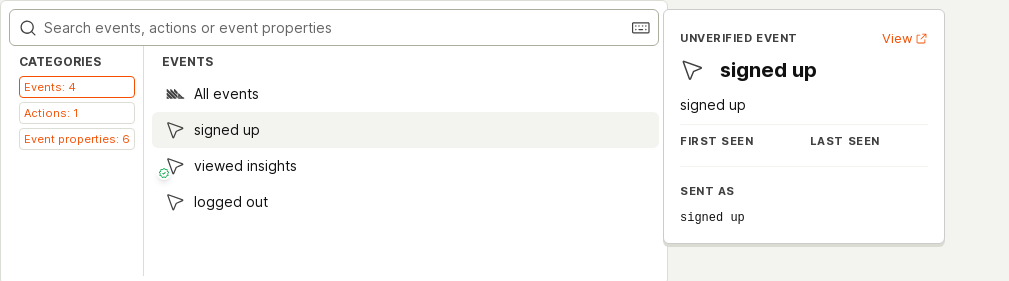 Search events, actions or event properties
CATEGORIES
Events: 4
Actions: 1
Event properties: 6
EVENTS
All events
signed up
viewed insights
logged out
UNVERIFIED EVENT
View
signed up
signed up
FIRST SEEN
LAST SEEN
SENT AS
signed up